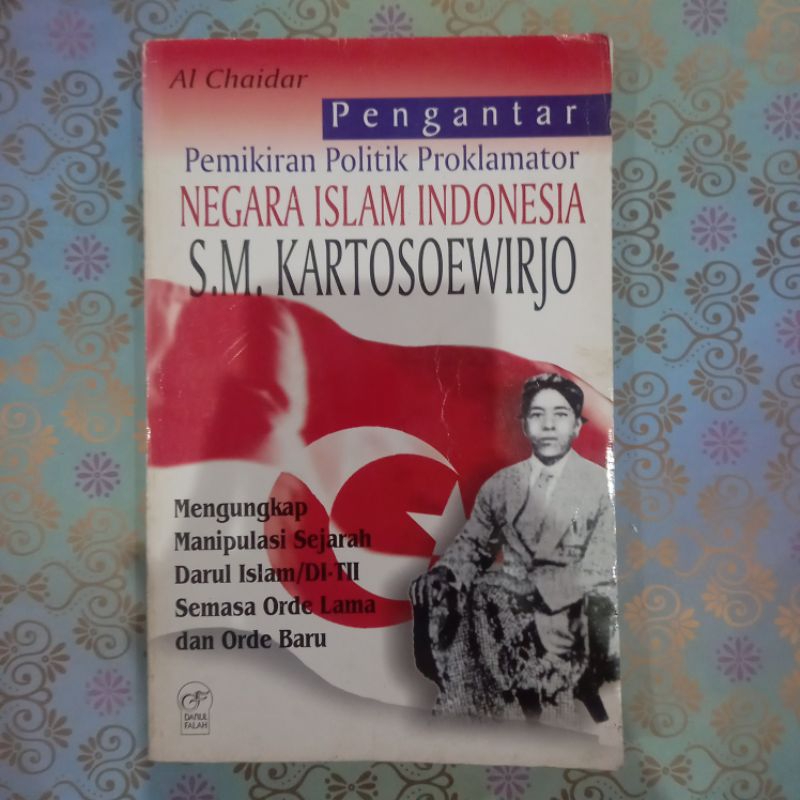 Al Chaidar
Pengantar
Pemikiran Politik Proklamator
NEGARA ISLAM INDONESIA
S.M. KARTOSOEWIRJO
Mengungkap
Manipulasi Sejarah
Darul Islam/DI-TII
Semasa Orde Lama
dan Orde Baru
DARUL
FALAH